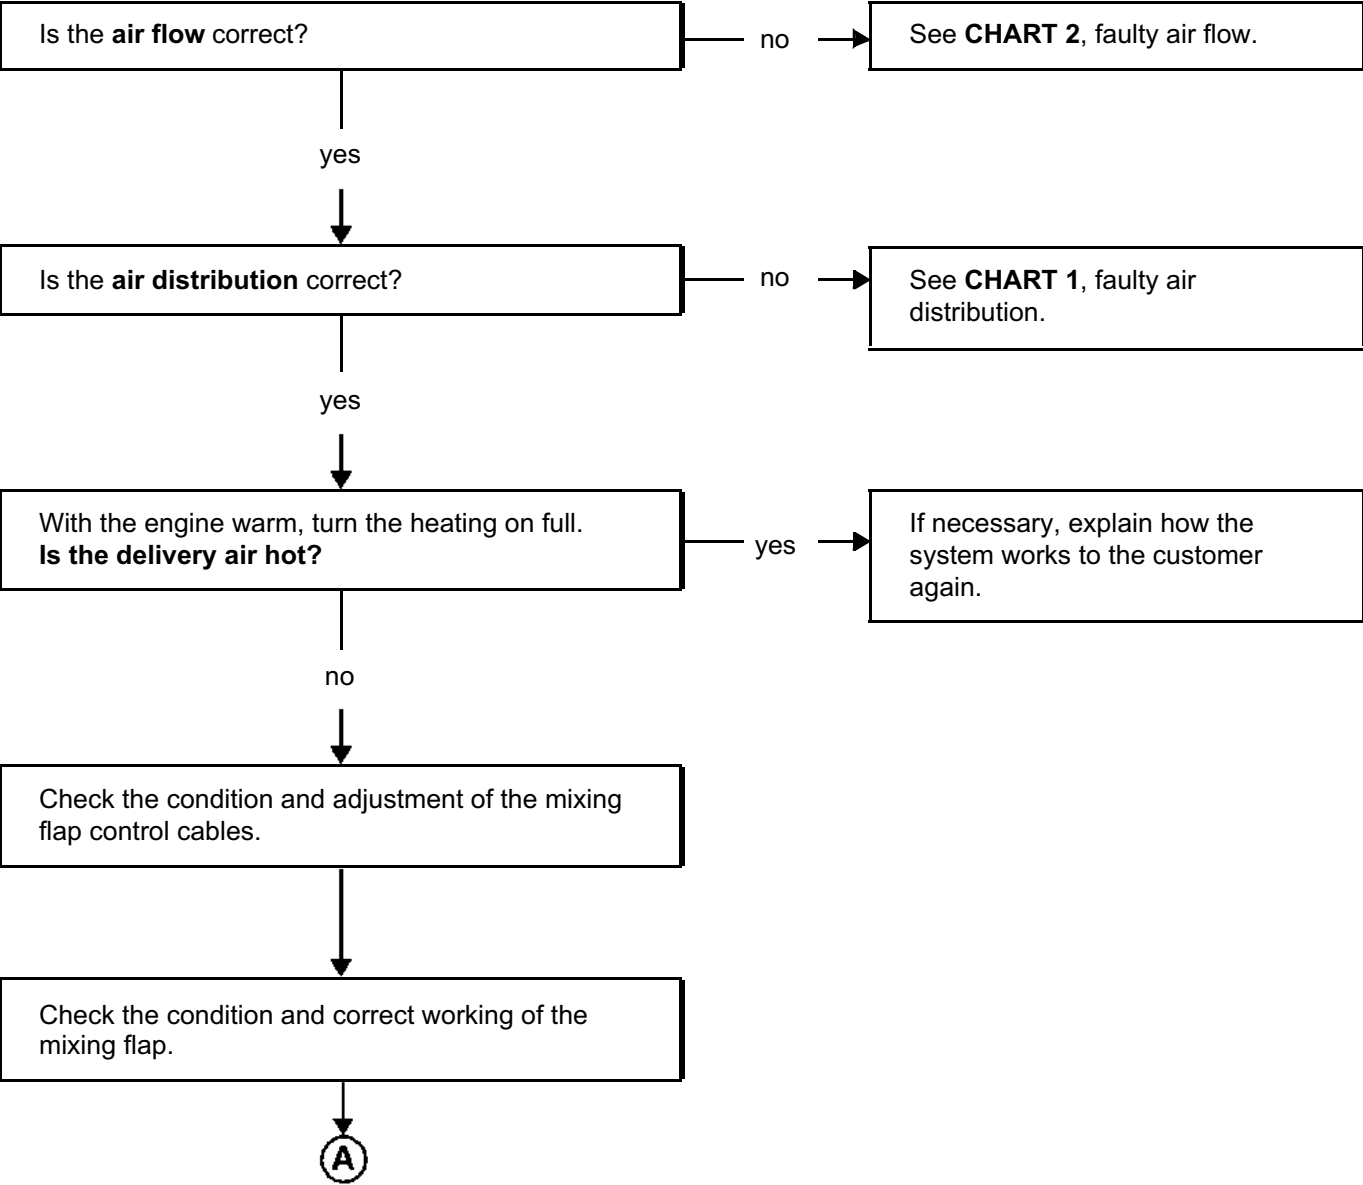 Is the air flow correct?
no
See CHART 2, faulty air flow.
yes
Is the air distribution correct?
no
See CHART 1, faulty air
distribution.
yes
With the engine warm, turn the heating on full.
Is the delivery air hot?
yes
If necessary, explain how the
system works to the customer
again.
no
Check the condition and adjustment of the mixing
flap control cables.
Check the condition and correct working of the
mixing flap.
A